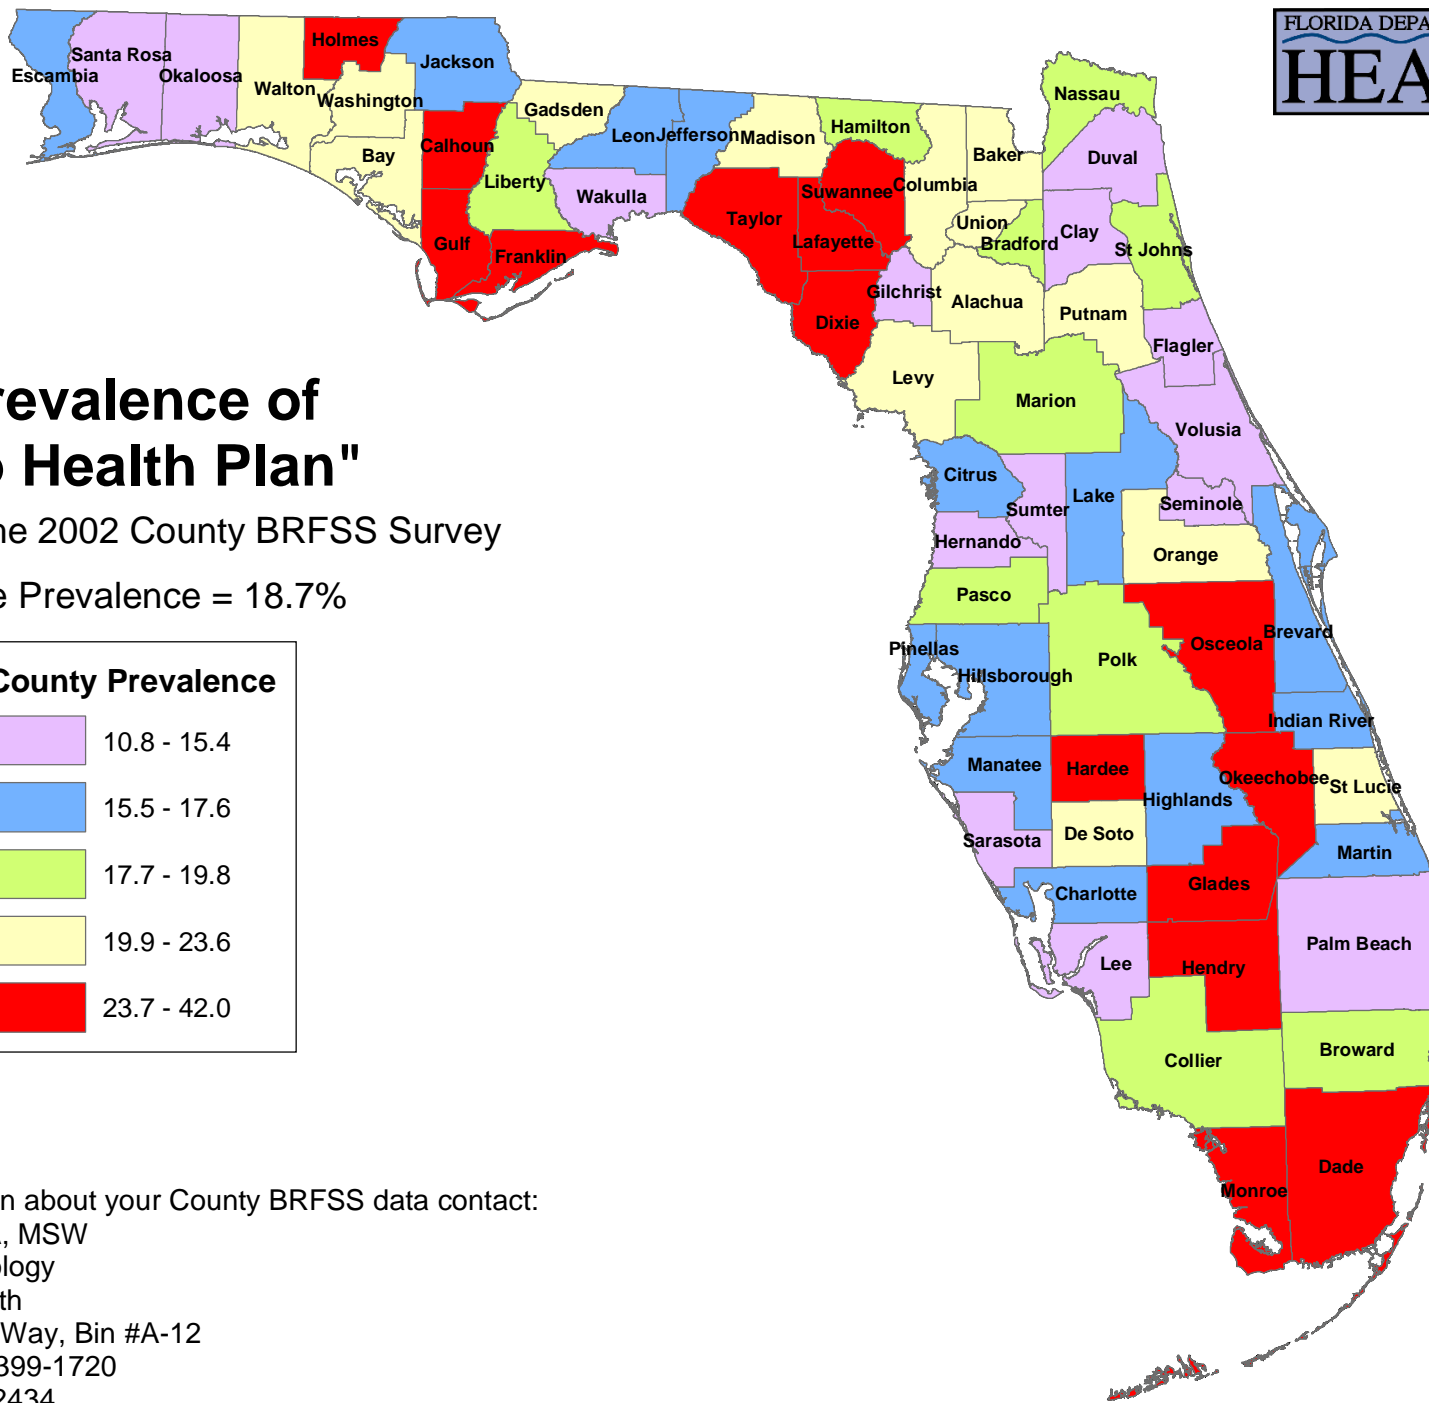 FLORIDA DEPA
HEA
Holmes
Santa Rosa
Jackson
Escambia
Okaloosa
Walton
Washington
Nassau
Gadsden
Hamilton
Leon
Jefferson
Madison
Calhoun
Bay
Baker
Duval
Liberty
Suwannee
Columbia
Wakulla
Taylor
Union
Clay
Gulf
Lafayette
Bradford
St Johns
Franklin
Gilchrist
Alachua
Putnam
Dixie
Flagler
Levy
Marion
Volusia
revalence of
o Health Plan"
ne 2002 County BRFSS Survey
e Prevalence = 18.7%
Citrus
Lake
Sumter
Seminole
Hernando
Orange
Pasco
Brevard
Osceola
Pinellas
Polk
Hillsborough
Indian River
Manatee
Hardee
Okeechobee
St Lucie
Highlands
De Soto
Sarasota
Martin
Glades
Charlotte
Palm Beach
Lee
Hendry
Broward
Collier
Dade
Monroe
County Prevalence
10.8 - 15.4
15.5 - 17.6
17.7 - 19.8
19.9 - 23.6
23.7 - 42.0
n about your County BRFSS data contact:
, MSW
ology
th
Way, Bin #A-12
399-1720
2434